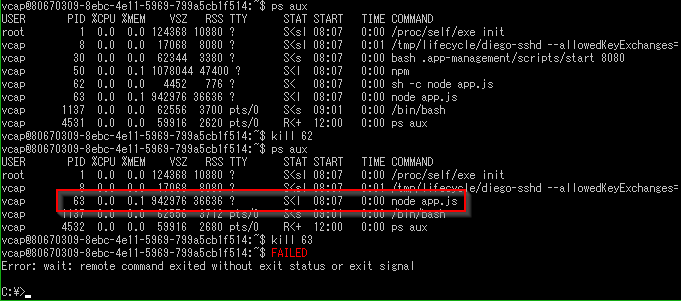 vcap@80670309-8ebc-4e11-5969-799a5cb1f514:~$ ps aux
USER PID %CPU %MEM VSZ RSS TTY STAT START TIME COMMAND
root 1 0.0 0.0 124368 10880 ? S<sl 08:07 0:00 /proc/self/exe init
vcap 8 0.0 0.0 17068 8080 ? S<sl 08:07 0:01 /tmp/lifecycle/diego-sshd --allowedKeyExchanges=
vcap 30 0.0 0.0 62344 3380 ? S<s 08:07 0:00 bash .app-management/scripts/start 8080
vcap 50 0.0 0.1 1078044 47400 ? S<l 08:07 0:00 npm
vcap 62 0.0 0.0 4452 776 ? S< 08:07 0:00 sh -c node app.js
vcap 63 0.0 0.1 942976 36636 ? S<l 08:07 0:00 node app.js
vcap 1137 0.0 0.0 62556 3700 pts/0 S<s 09:01 0:00 /bin/bash
vcap 4531 0.0 0.0 59916 2620 pts/0 R<+ 12:00 0:00 ps aux
vcap@80670309-8ebc-4e11-5969-799a5cb1f514:~$ kill 62
vcap@80670309-8ebc-4e11-5969-799a5cb1f514:~$ ps aux
USER PID %CPU %MEM VSZ RSS TTY STAT START TIME COMMAND
root 1 0.0 0.0 124368 10880 ? S<sl 08:07 0:00 /proc/self/exe init
vcap 8 0.0 0.0 17068 8080 ? S<sl 08:07 0:01 /tmp/lifecycle/diego-sshd --allowedKeyExchanges=
vcap 63 0.0 0.1 942976 36636 ? S<l 08:07 0:00 node app.js
vcap 1137 0.0 0.0 62556 3712 pts/0 S<s 09:01 0:00 /bin/bash
vcap 4532 0.0 0.0 59916 2680 pts/0 R<+ 12:00 0:00 ps aux
vcap@80670309-8ebc-4e11-5969-799a5cb1f514:~$ kill 63
vcap@80670309-8ebc-4e11-5969-799a5cb1f514:~$ FAILED
Error: wait: remote command exited without exit status or exit signal
C:¥>